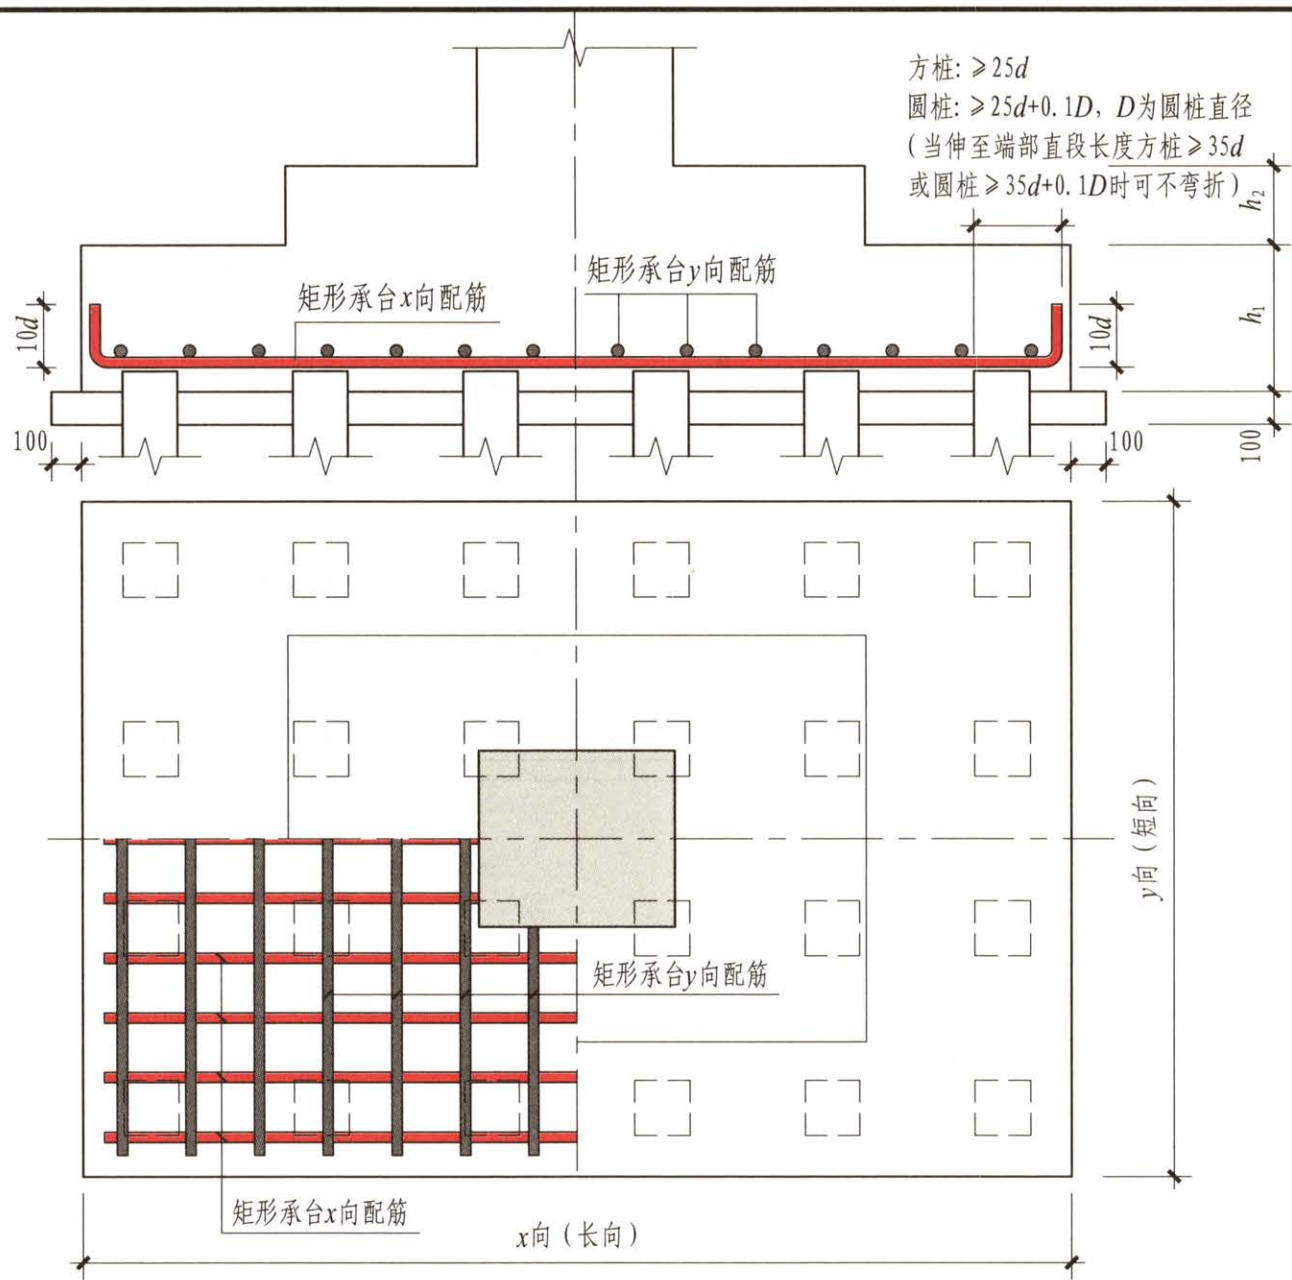 方桩: ≥25d
圆桩: ≥25d+0.1D, D为圆桩直径
(当伸至端部直段长度方桩≥35d
或圆桩≥35d+0.1D时可不弯折)
h₂
矩形承台y向配筋
矩形承台x向配筋
h₁
10d
10d
100
100
100
y向(短向)
矩形承台y向配筋
矩形承台x向配筋
x向(长向)